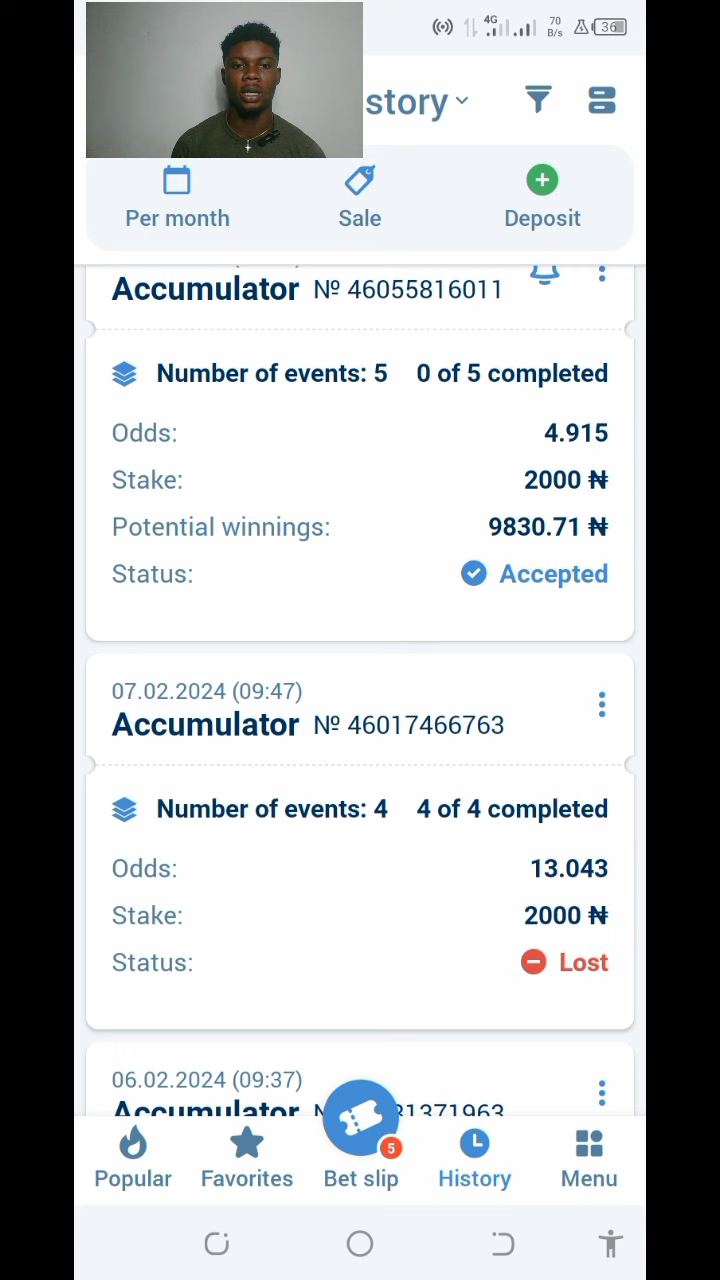 4G
70
B/s
36
story
Per month
Sale
Deposit
Accumulator № 46055816011
Number of events: 5 0 of 5 completed
Odds: 4.915
Stake: 2000 ₦
Potential winnings: 9830.71 ₦
Status: Accepted
07.02.2024 (09:47)
Accumulator № 46017466763
Number of events: 4 4 of 4 completed
Odds: 13.043
Stake: 2000 ₦
Status: Lost
06.02.2024 (09:37)
Accumulator
5
Popular
Favorites
Bet slip
History
Menu